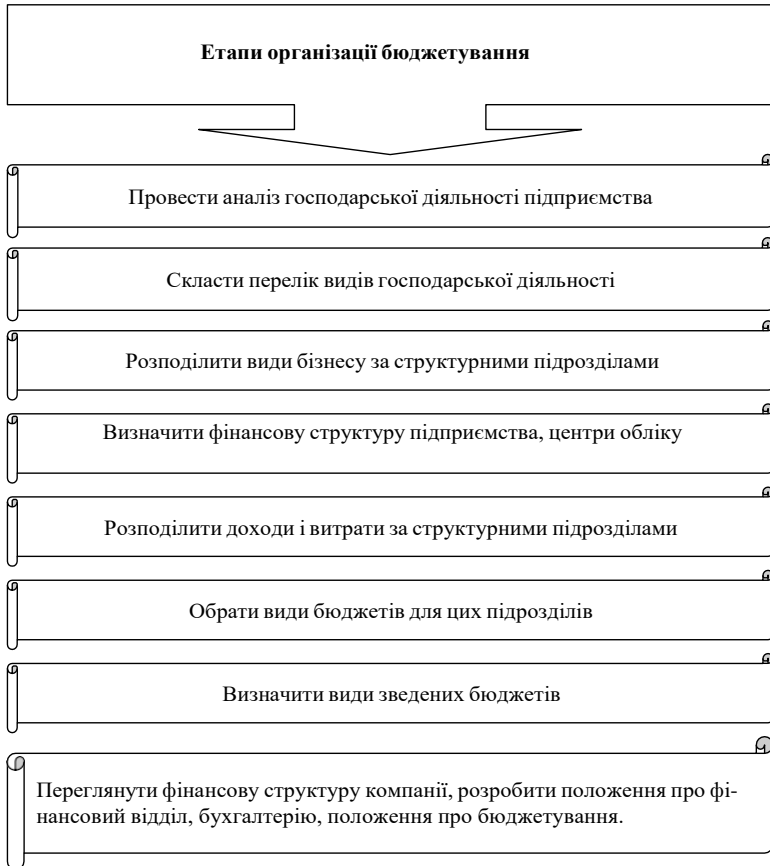 Етапи організації бюджетування
Провести аналіз господарської діяльності підприємства
Скласти перелік видів господарської діяльності
Розподілити види бізнесу за структурними підрозділами
Визначити фінансову структуру підприємства, центри обліку
Розподілити доходи і витрати за структурними підрозділами
Обрати види бюджетів для цих підрозділів
Визначити види зведених бюджетів
Переглянути фінансову структуру компанії, розробити положення про фі-
нансовий відділ, бухгалтерію, положення про бюджетування.